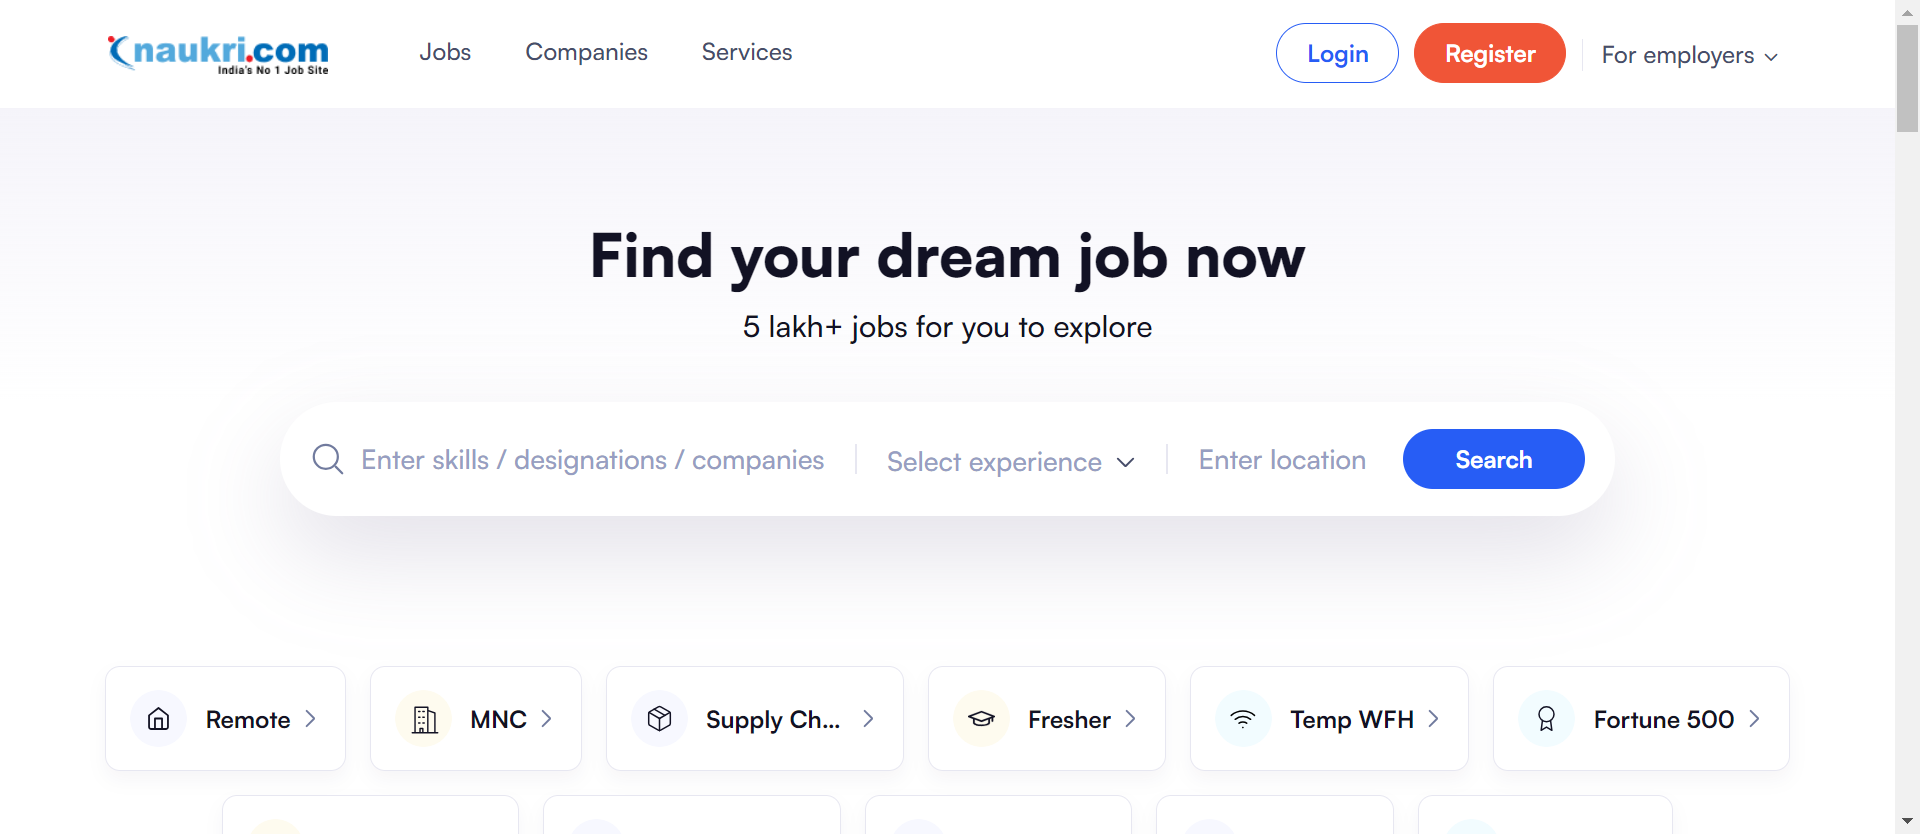 naukri.com
India's No 1 Job Site
Jobs Companies Services
Login Register For employers
Find your dream job now
5 lakh+ jobs for you to explore
Enter skills / designations / companies Select experience Enter location Search
Remote MNC Supply Ch... Fresher Temp WFH Fortune 500